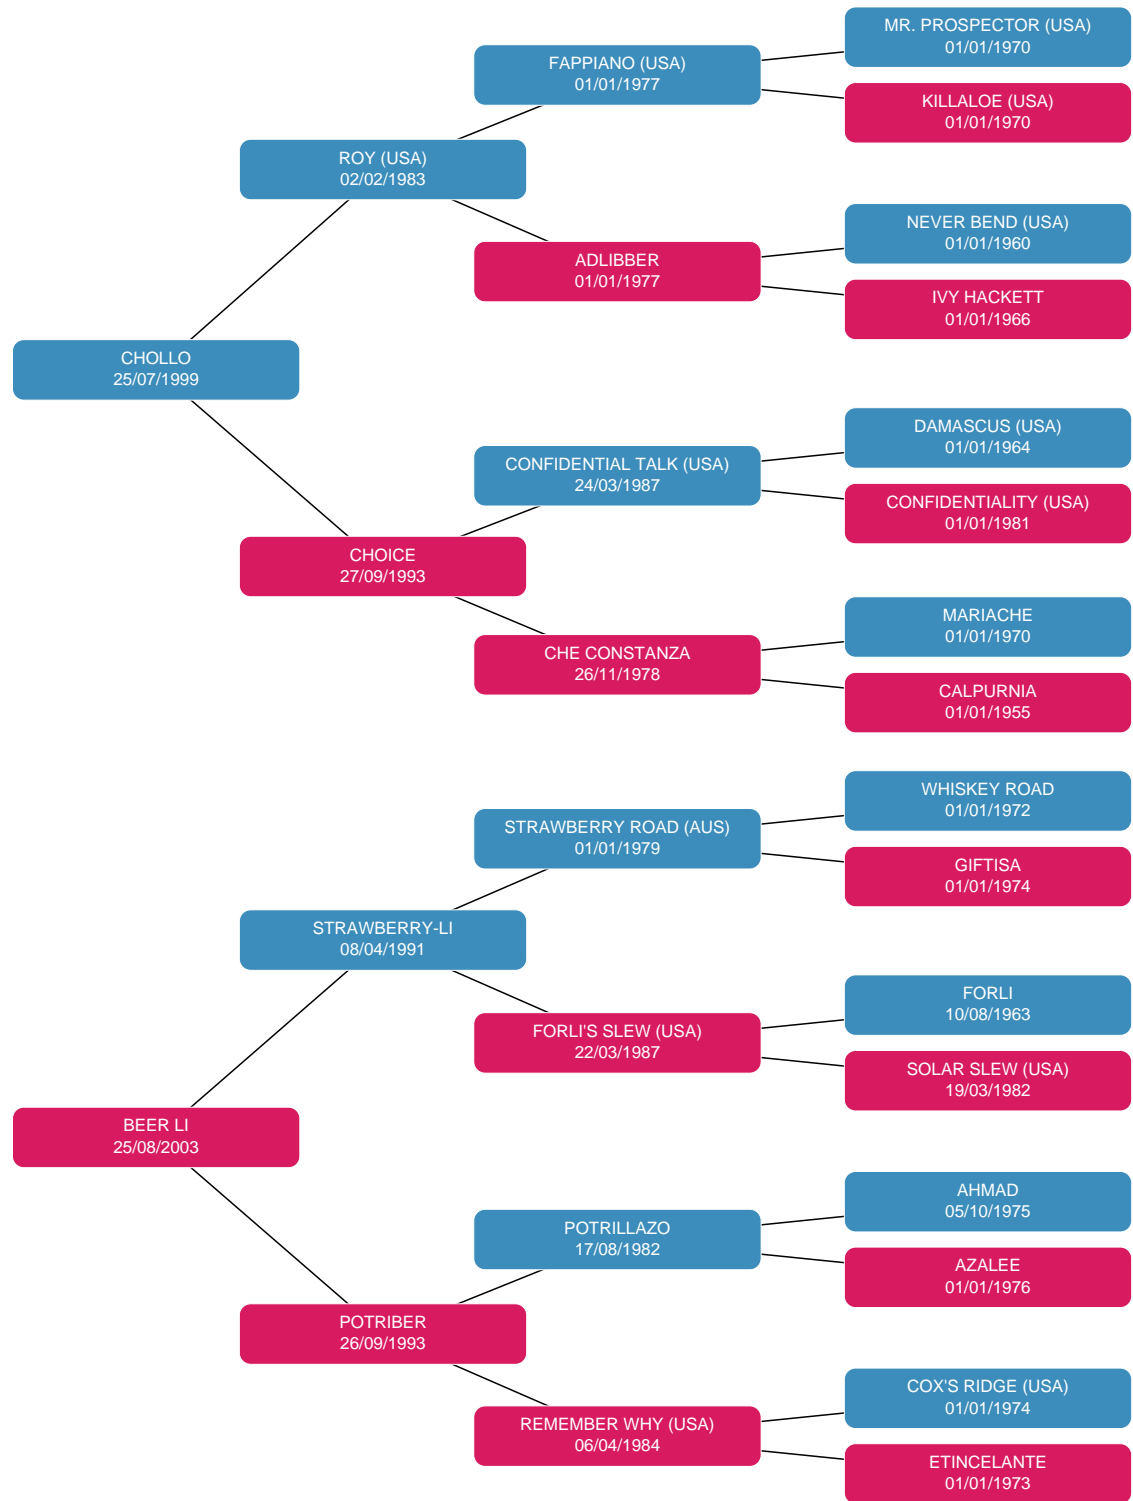 MR. PROSPECTOR (USA)
01/01/1970
FAPPIANO (USA)
01/01/1977
KILLALOE (USA)
01/01/1970
ROY (USA)
02/02/1983
NEVER BEND (USA)
01/01/1960
ADLIBBER
01/01/1977
IVY HACKETT
01/01/1966
CHOLLO
25/07/1999
DAMASCUS (USA)
01/01/1964
CONFIDENTIAL TALK (USA)
24/03/1987
CONFIDENTIALITY (USA)
01/01/1981
CHOICE
27/09/1993
MARIACHE
01/01/1970
CHE CONSTANZA
26/11/1978
CALPURNIA
01/01/1955
WHISKEY ROAD
01/01/1972
STRAWBERRY ROAD (AUS)
01/01/1979
GIFTISA
01/01/1974
STRAWBERRY-LI
08/04/1991
FORLI
10/08/1963
FORLI'S SLEW (USA)
22/03/1987
SOLAR SLEW (USA)
19/03/1982
BEER LI
25/08/2003
AHMAD
05/10/1975
POTRILLAZO
17/08/1982
AZALEE
01/01/1976
POTRIBER
26/09/1993
COX'S RIDGE (USA)
01/01/1974
REMEMBER WHY (USA)
06/04/1984
ETINCELANTE
01/01/1973